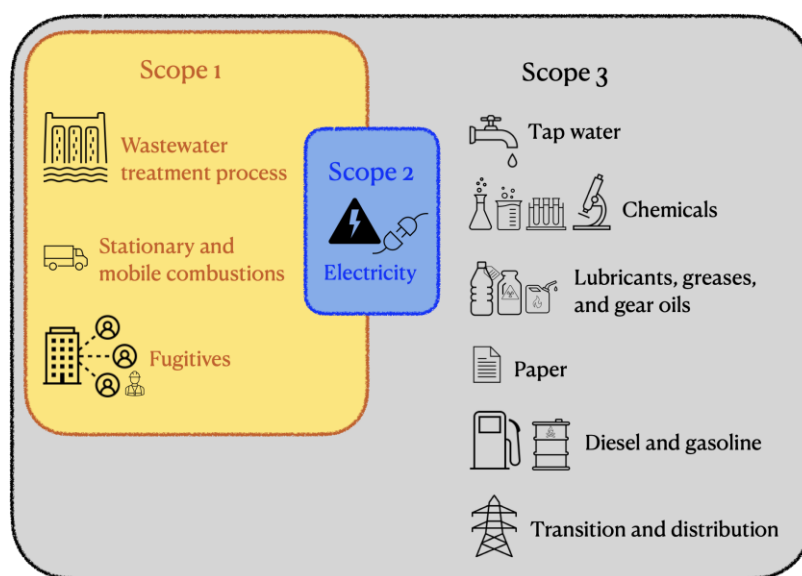 Scope 1
Wastewater
treatment process
Stationary and
mobile combustions
Fugitives
Scope 2
Electricity
Scope 3
Tap water
Chemicals
Lubricants, greases,
and gear oils
Paper
Diesel and gasoline
Transition and distribution